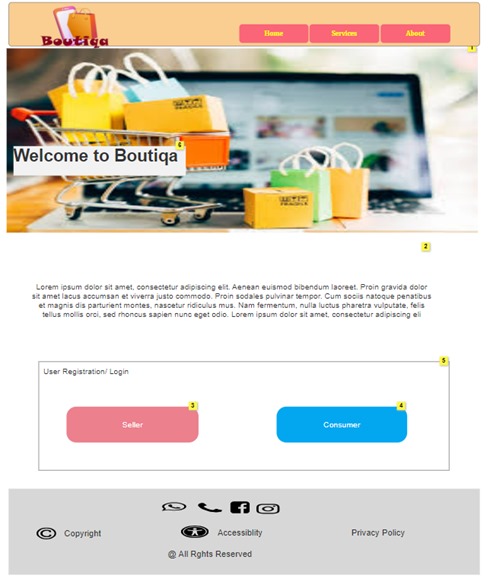 Boutiqa
Home Services About
1
6
Welcome to Boutiqa
FRAGILE
FRAGILE
2
Lorem ipsum dolor sit amet, consectetur adipiscing elit. Aenean euismod bibendum laoreet. Proin gravida dolor
sit amet lacus accumsan et viverra justo commodo. Proin sodales pulvinar tempor. Cum sociis natoque penatibus
et magnis dis parturient montes, nascetur ridiculus mus. Nam fermentum, nulla luctus pharetra vulputate, felis
tellus mollis orci, sed rhoncus sapien nunc eget odio. Lorem ipsum dolor sit amet, consectetur adipiscing eli
5
User Registration/ Login
3
4
Seller Consumer
© Copyright Accessiblity Privacy Policy
@ All Rghts Reserved